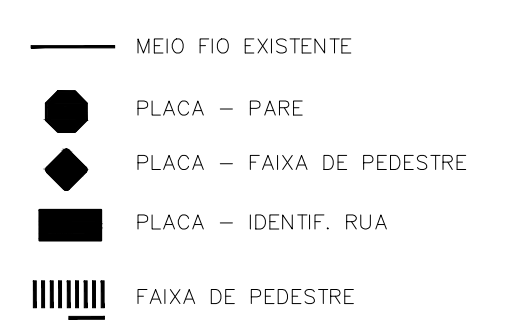 MEIO FIO EXISTENTE
PLACA – PARE
PLACA – FAIXA DE PEDESTRE
PLACA – IDENTIF. RUA
FAIXA DE PEDESTRE